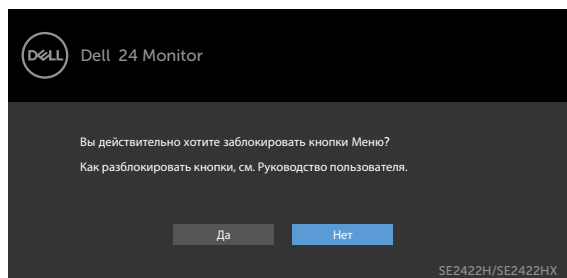 DELL Dell 24 Monitor
Вы действительно хотите заблокировать кнопки Меню?
Как разблокировать кнопки, см. Руководство пользователя.
Да Нет
SE2422H/SE2422HX